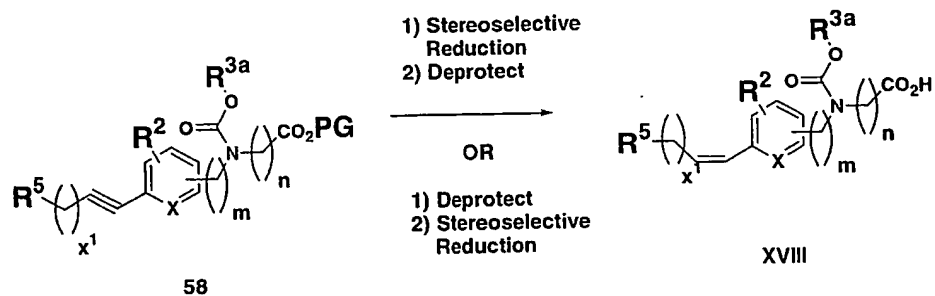 R3a
O
O
N
R2
CO2PG
n
m
R5
X
x1
58
1) Stereoselective
Reduction
2) Deprotect
OR
1) Deprotect
2) Stereoselective
Reduction
R3a
O
O
N
R2
CO2H
n
m
R5
X
x1
XVIII